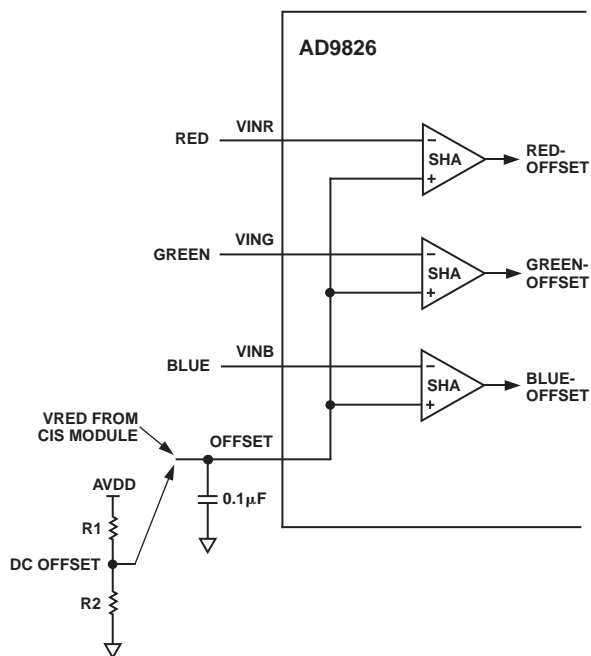 AD9826
RED
VINR
SHA
−
+
RED-
OFFSET
GREEN
VING
SHA
−
+
GREEN-
OFFSET
BLUE
VINB
SHA
−
+
BLUE-
OFFSET
VRED FROM
CIS MODULE
OFFSET
AVDD
0.1µF
R1
DC OFFSET
R2